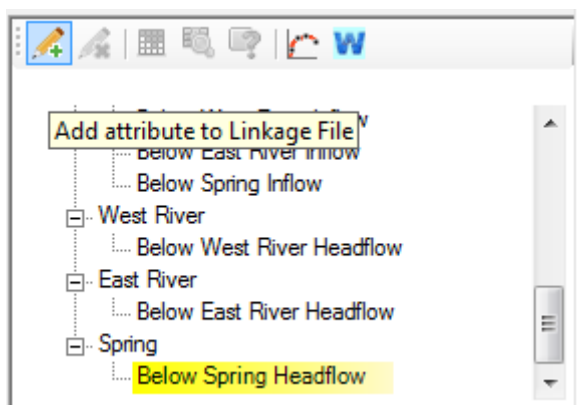 W
Add attribute to Linkage File
Below East River Inflow
Below Spring Inflow
West River
Below West River Headflow
East River
Below East River Headflow
Spring
Below Spring Headflow